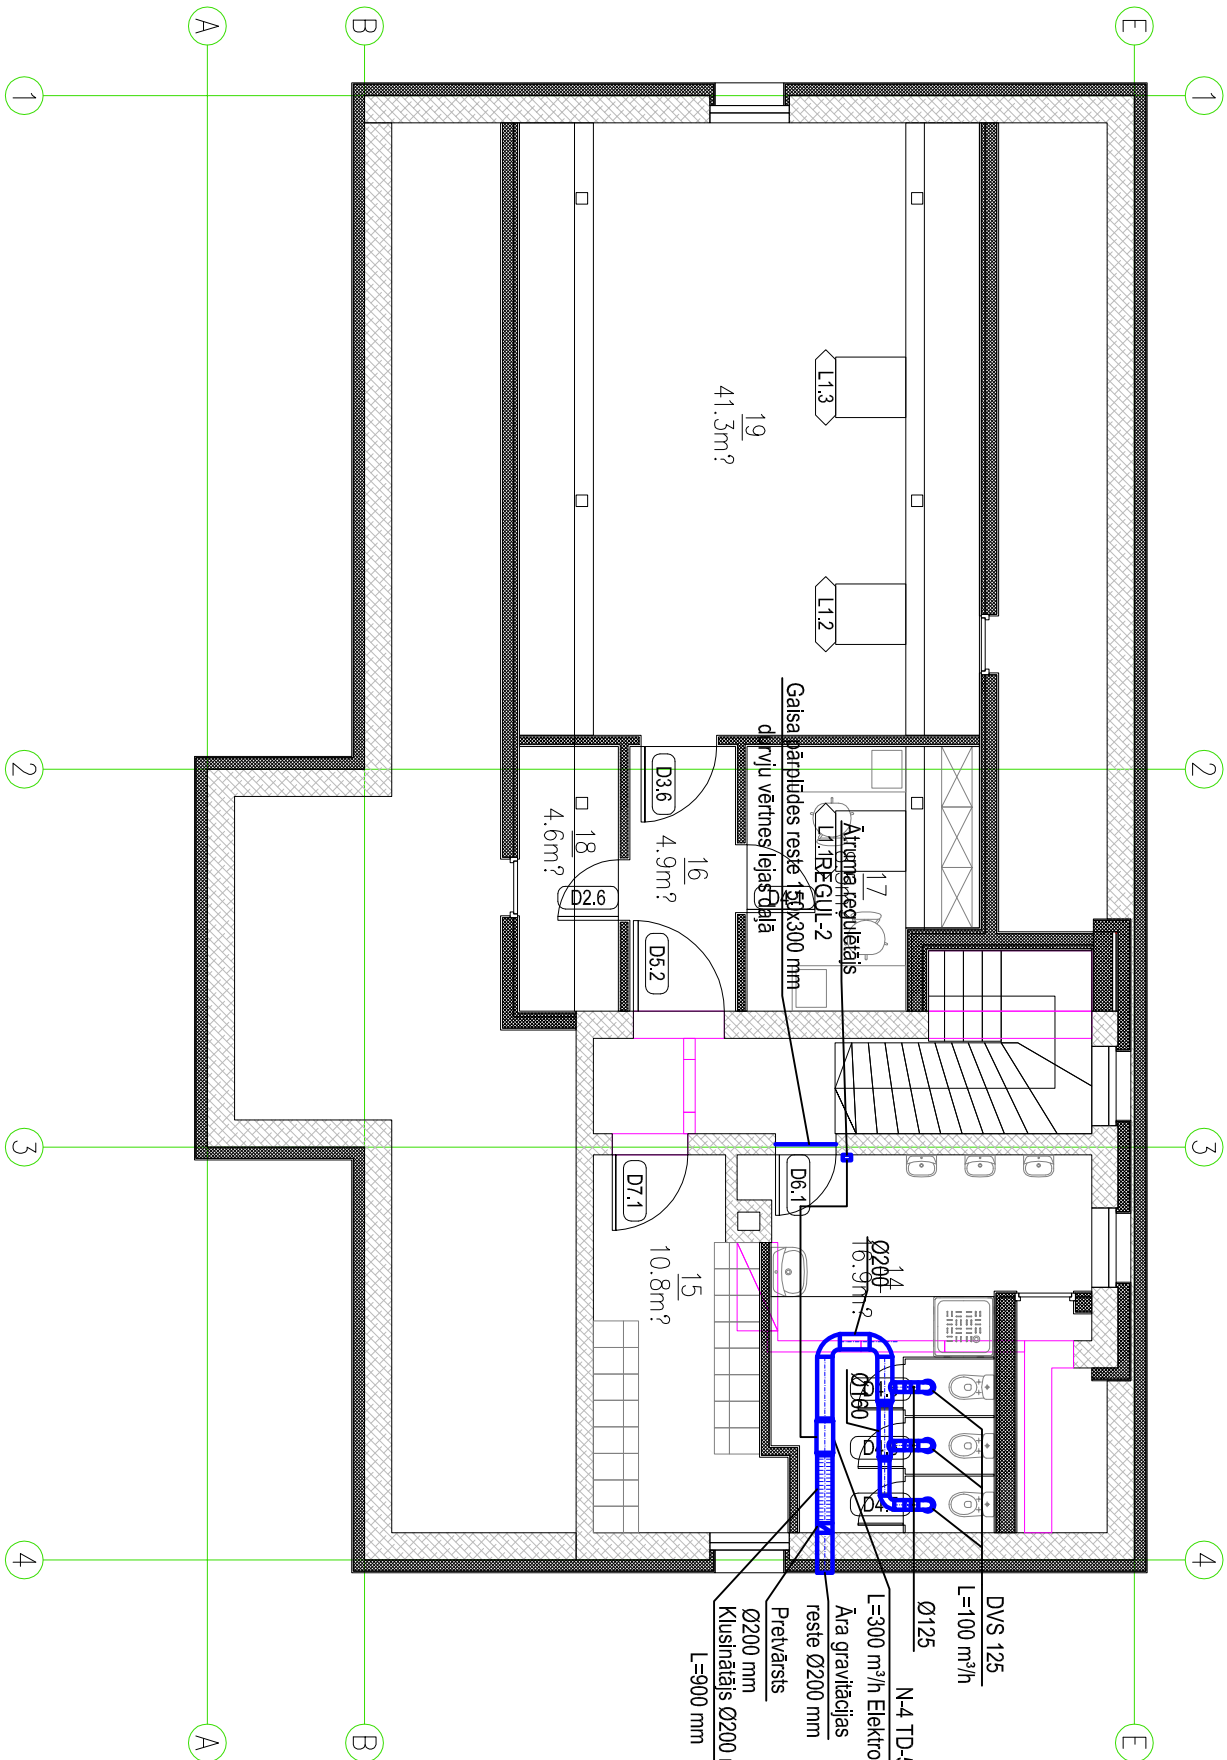 A
B
E
1
1
2
2
3
3
4
4
A
B
E
19
41.3m?
L1.3
L1.2
18
4.6m?
16
4.9m?
17
D3.6
D2.6
D5.2
Gaisa pārplūdes reste 150x300 mm
durvju vērtnes lejas daļā
Ātruma regulētājs
REGUL-2
D7.1
D6.1
15
10.8m?
14
16.9m?
Ø200
Ø160
DVS 125
L=100 m³/h
Ø125
N-4 TD-
L=300 m³/h Elektro
Āra gravitācijas
reste Ø200 mm
Pretvārsts
Ø200 mm
Klusinātājs Ø200
L=900 mm